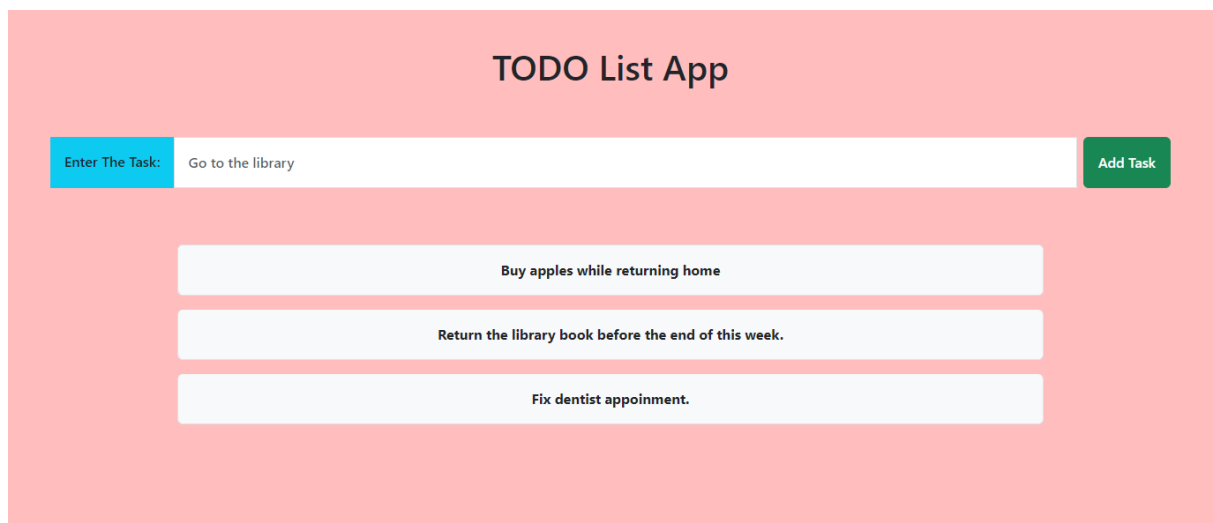 TODO List App
Enter The Task: Go to the library Add Task
Buy apples while returning home
Return the library book before the end of this week.
Fix dentist appoinment.